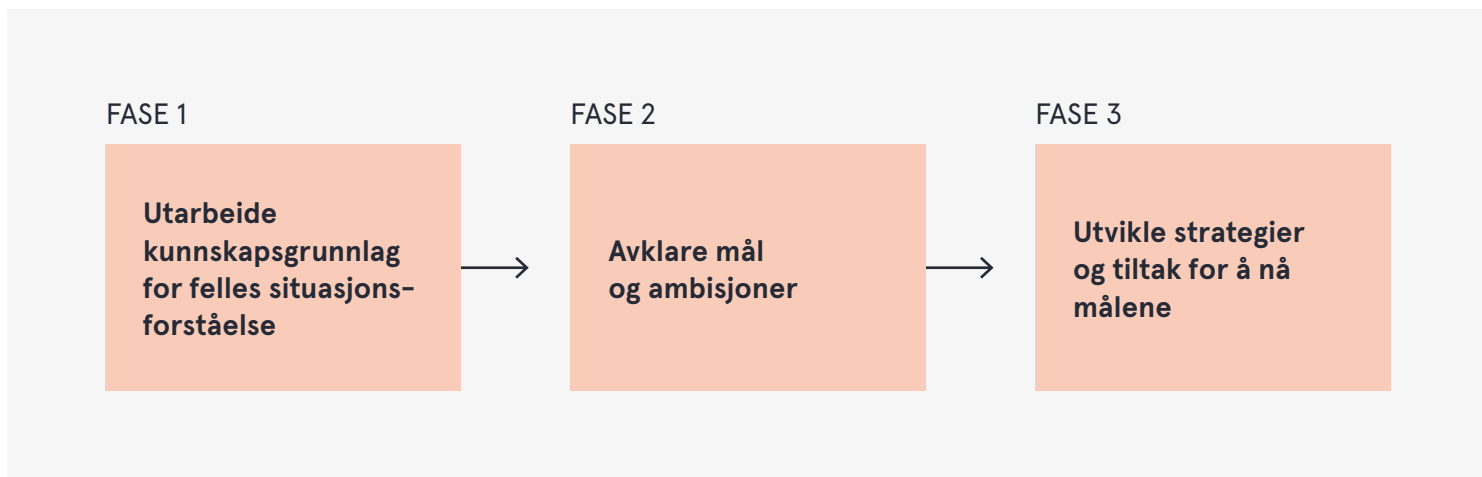 FASE 1
Utarbeide
kunnskapsgrunnlag
for felles situasjons-
forståelse
FASE 2
Avklare mål
og ambisjoner
FASE 3
Utvikle strategier
og tiltak for å nå
målene